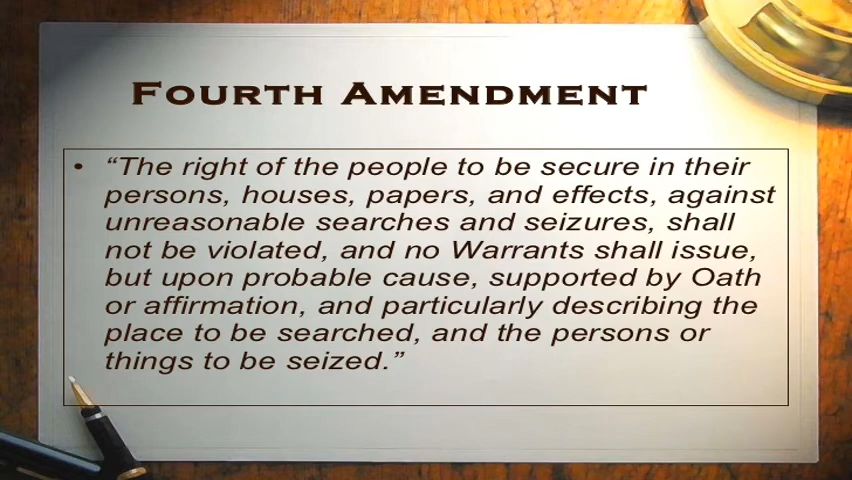 FOURTH AMENDMENT
• “The right of the people to be secure in their
persons, houses, papers, and effects, against
unreasonable searches and seizures, shall
not be violated, and no Warrants shall issue,
but upon probable cause, supported by Oath
or affirmation, and particularly describing the
place to be searched, and the persons or
things to be seized.”